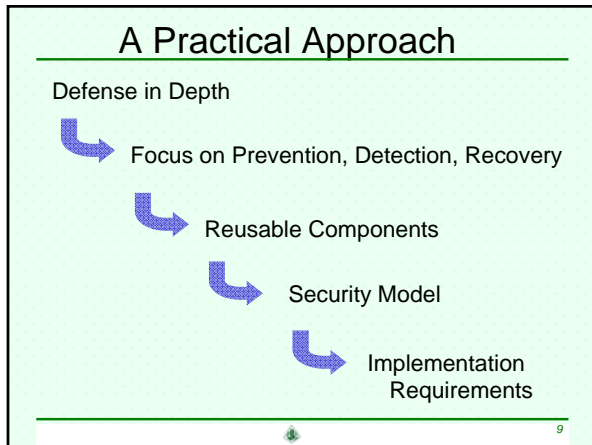 A Practical Approach
Defense in Depth
Focus on Prevention, Detection, Recovery
Reusable Components
Security Model
Implementation
Requirements
9